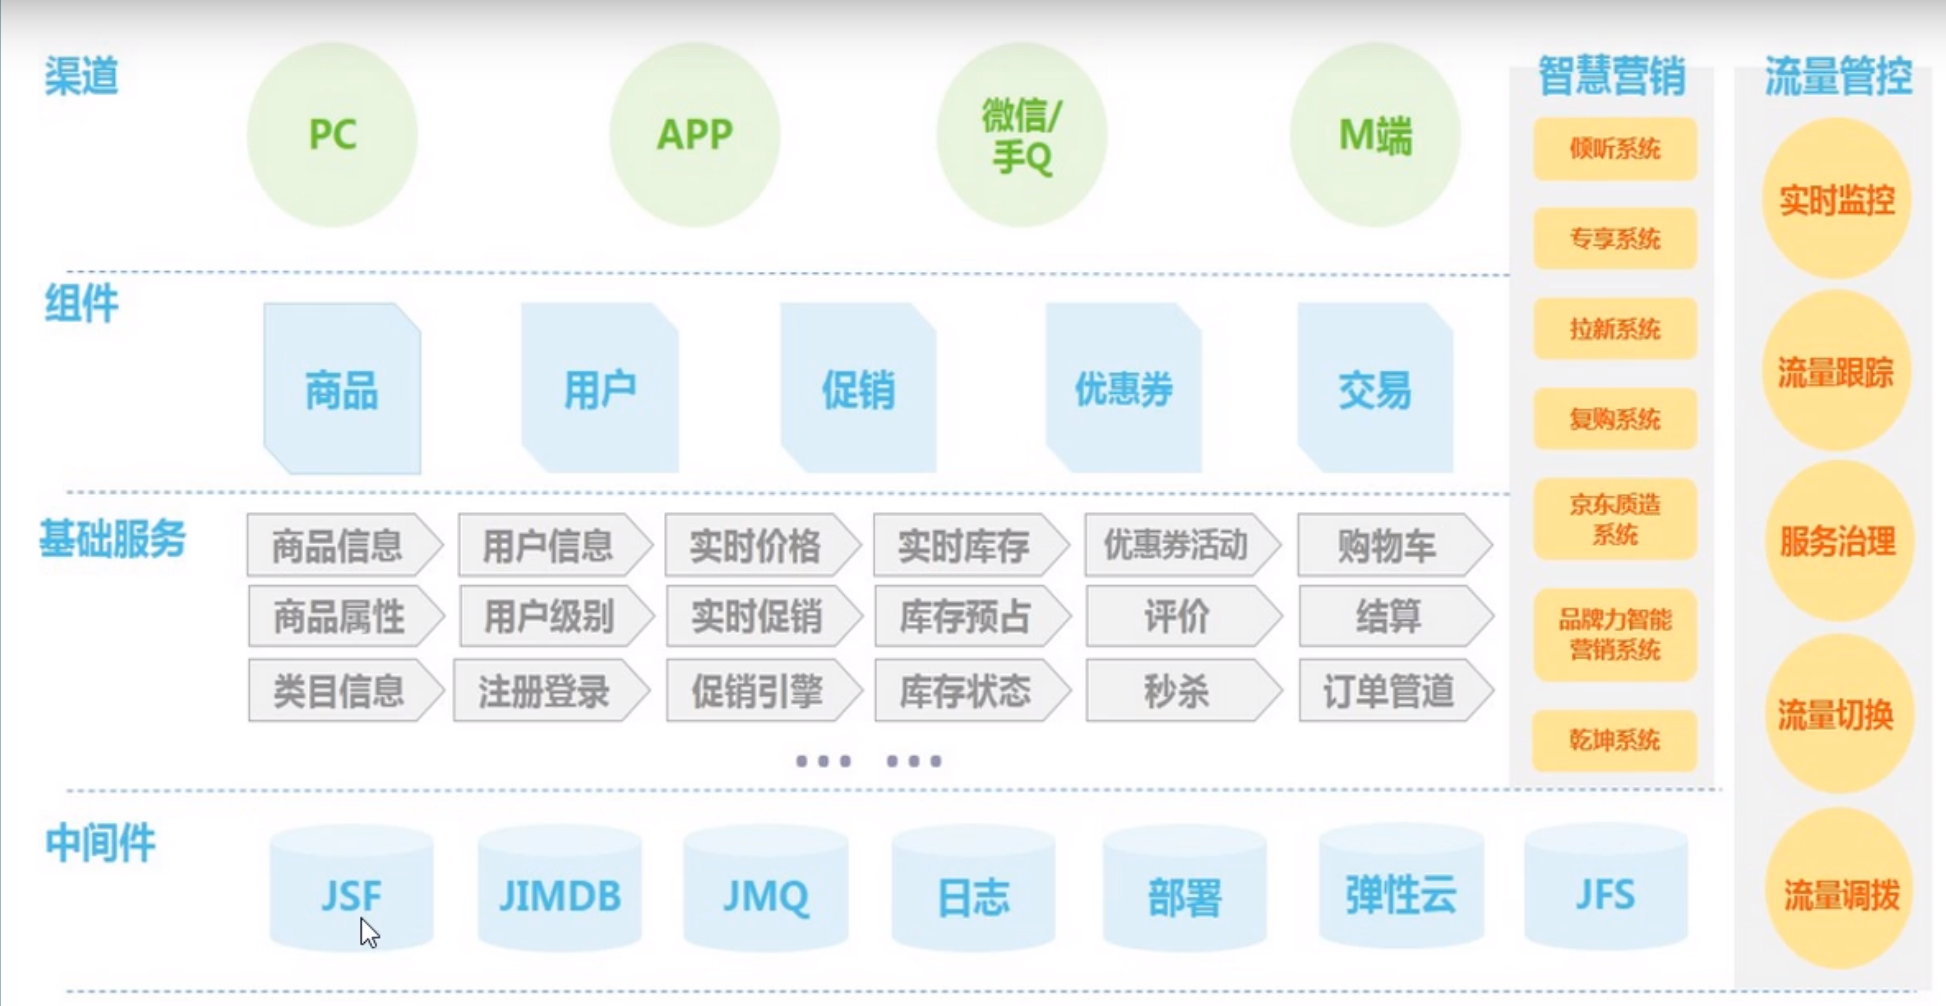 渠道
PC
APP
微信/
手Q
M端
组件
商品
用户
促销
优惠券
交易
基础服务
商品信息
用户信息
实时价格
实时库存
优惠券活动
购物车
商品属性
用户级别
实时促销
库存预占
评价
结算
类目信息
注册登录
促销引擎
库存状态
秒杀
订单管道
... ...
中间件
JSF
JIMDB
JMQ
日志
部署
弹性云
JFS
智慧营销
倾听系统
专享系统
拉新系统
复购系统
京东质造
系统
品牌力智能
营销系统
乾坤系统
流量管控
实时监控
流量跟踪
服务治理
流量切换
流量调拨